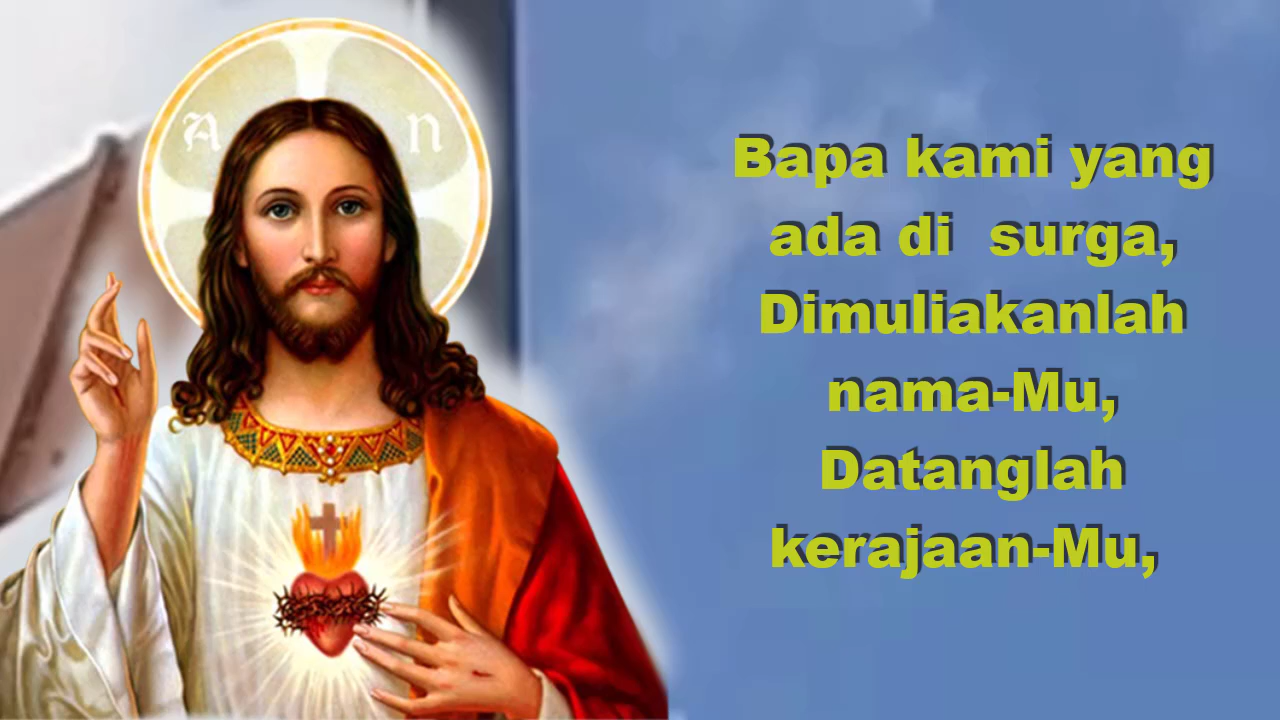 A n
Bapa kami yang
ada di surga,
Dimuliakanlah
nama-Mu,
Datanglah
kerajaan-Mu,